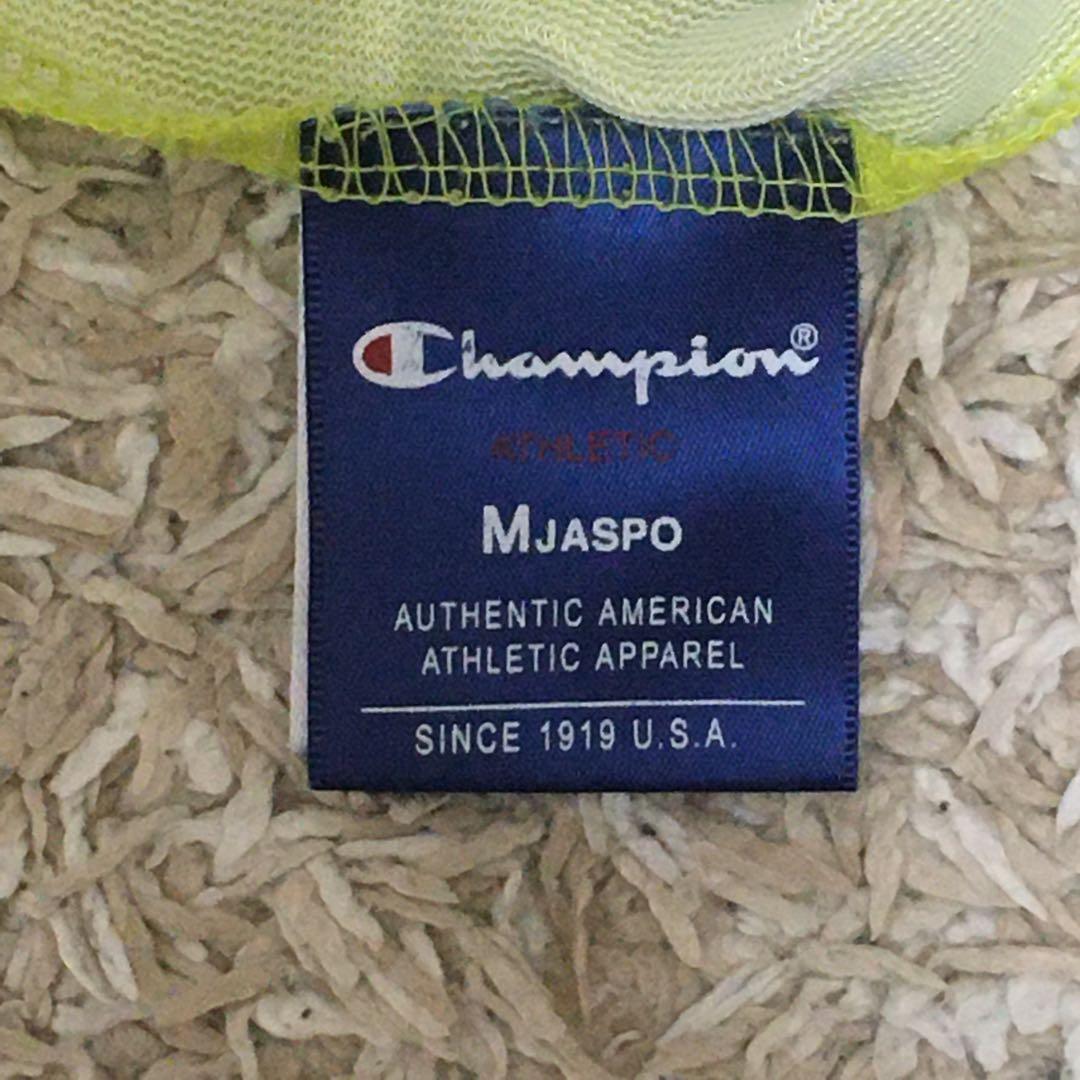 Champion®
ATHLETIC
MJASPO
AUTHENTIC AMERICAN
ATHLETIC APPAREL
SINCE 1919 U.S.A.